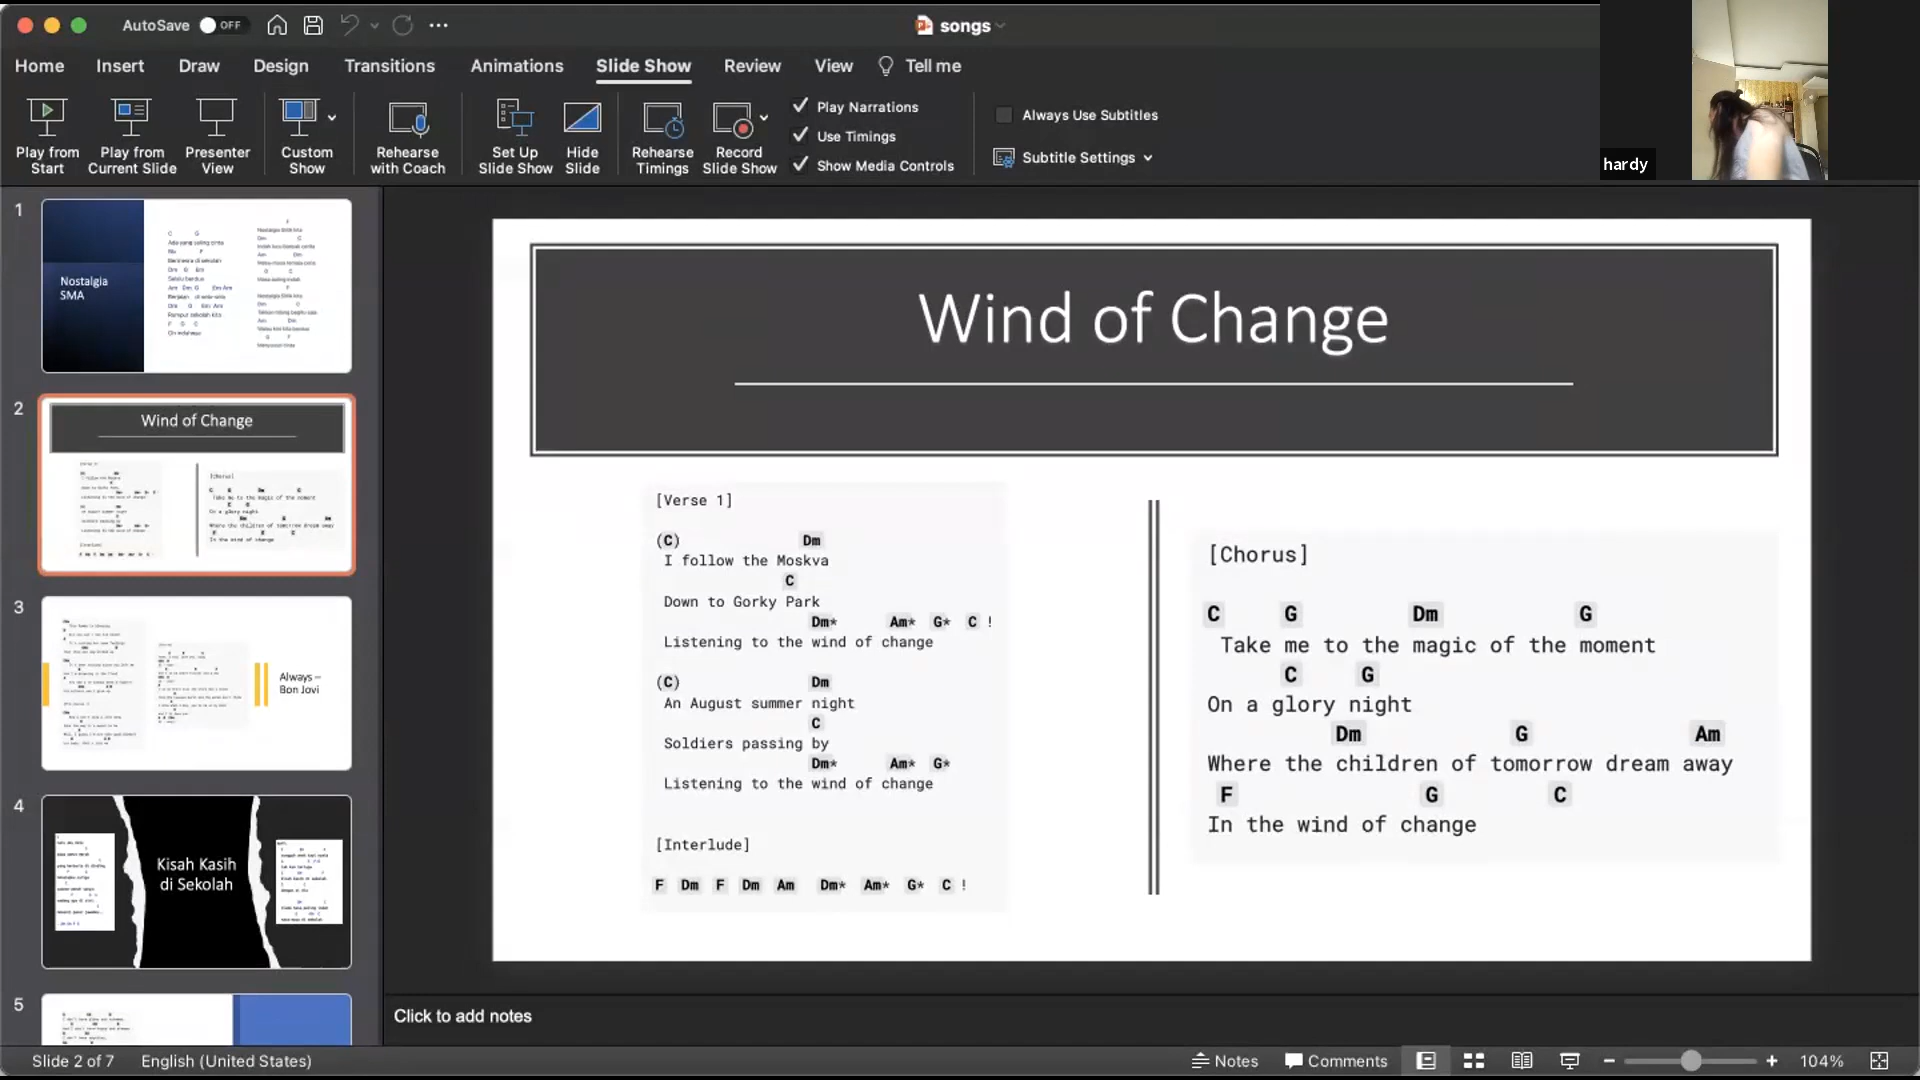 AutoSave OFF songs
Home Insert Draw Design Transitions Animations Slide Show Review View Tell me
Play from Start
Play from Current Slide
Presenter View
Custom Show
Rehearse with Coach
Set Up Slide Show
Hide Slide
Rehearse Timings
Record Slide Show
Play Narrations
Use Timings
Show Media Controls
Always Use Subtitles
Subtitle Settings
hardy
1
Nostalgia
SMA
2
Wind of Change
3
Always –
Bon Jovi
4
Kisah Kasih
di Sekolah
5
Wind of Change
[Verse 1]
(C) Dm
I follow the Moskva
C
Down to Gorky Park
Dm* Am* G* C !
Listening to the wind of change
(C) Dm
An August summer night
C
Soldiers passing by
Dm* Am* G*
Listening to the wind of change
[Interlude]
F Dm F Dm Am Dm* Am* G* C !
[Chorus]
C G Dm G
Take me to the magic of the moment
C G
On a glory night
Dm G Am
Where the children of tomorrow dream away
F G C
In the wind of change
Click to add notes
Slide 2 of 7 English (United States) Notes Comments 104%